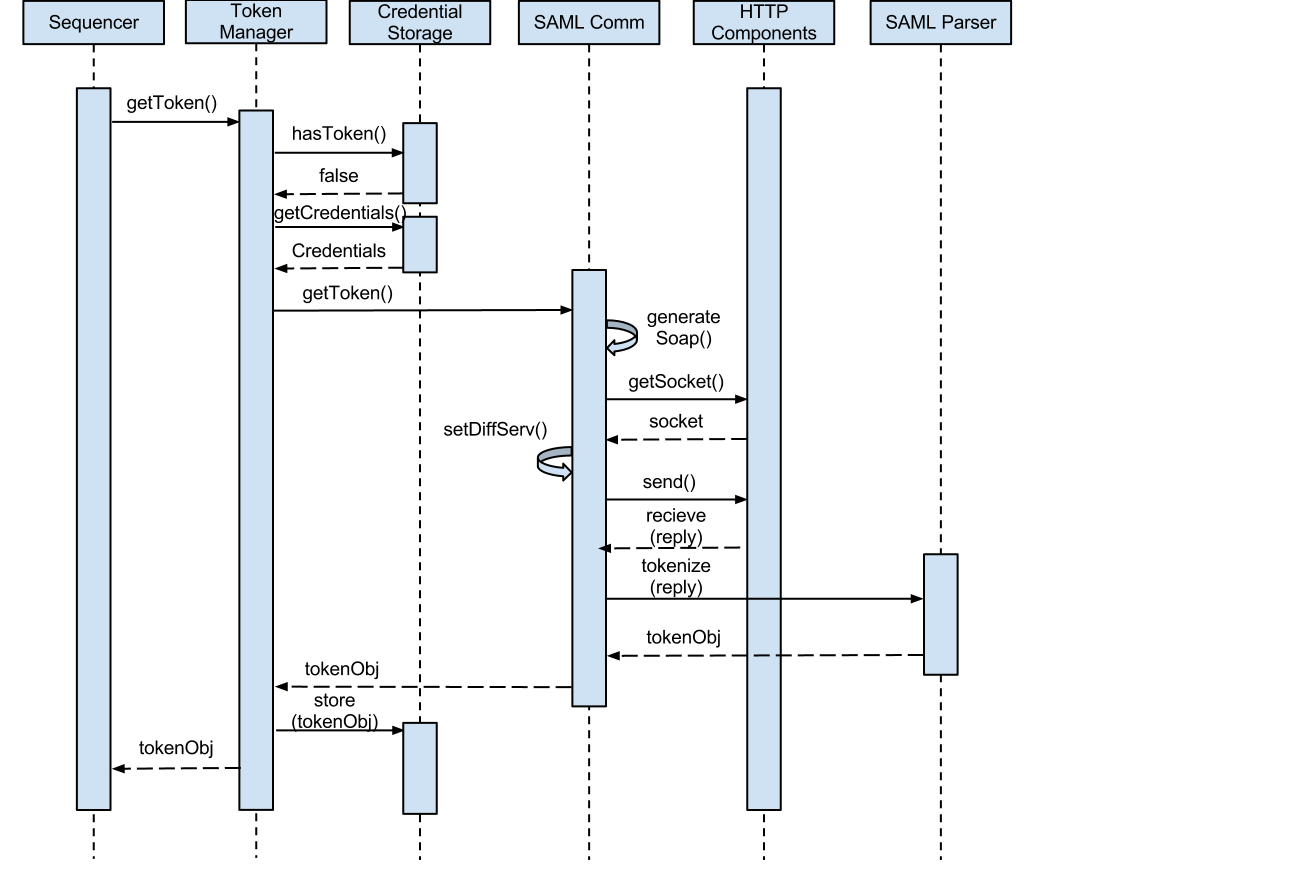 Sequencer
Token
Manager
Credential
Storage
SAML Comm
HTTP
Components
SAML Parser
getToken()
hasToken()
false
getCredentials()
Credentials
getToken()
generate
Soap()
getSocket()
socket
setDiffServ()
send()
recieve
(reply)
tokenize
(reply)
tokenObj
tokenObj
store
(tokenObj)
tokenObj